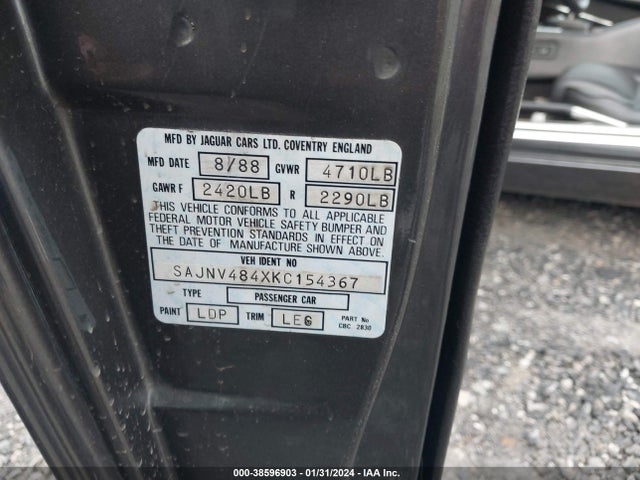 MFD BY JAGUAR CARS LTD. COVENTRY ENGLAND
MFD DATE 8/88 GVWR 4710LB
GAWR F 2420LB R 2290LB
THIS VEHICLE CONFORMS TO ALL APPLICABLE
FEDERAL MOTOR VEHICLE SAFETY BUMPER AND
THEFT PREVENTION STANDARDS IN EFFECT ON
THE DATE OF MANUFACTURE SHOWN ABOVE.
VEH IDENT NO
SAJNV484XKC154367
TYPE PASSENGER CAR
PAINT LDP TRIM LEG PART No
CBC 2830
000-38596903 - 01/31/2024 - IAA Inc.